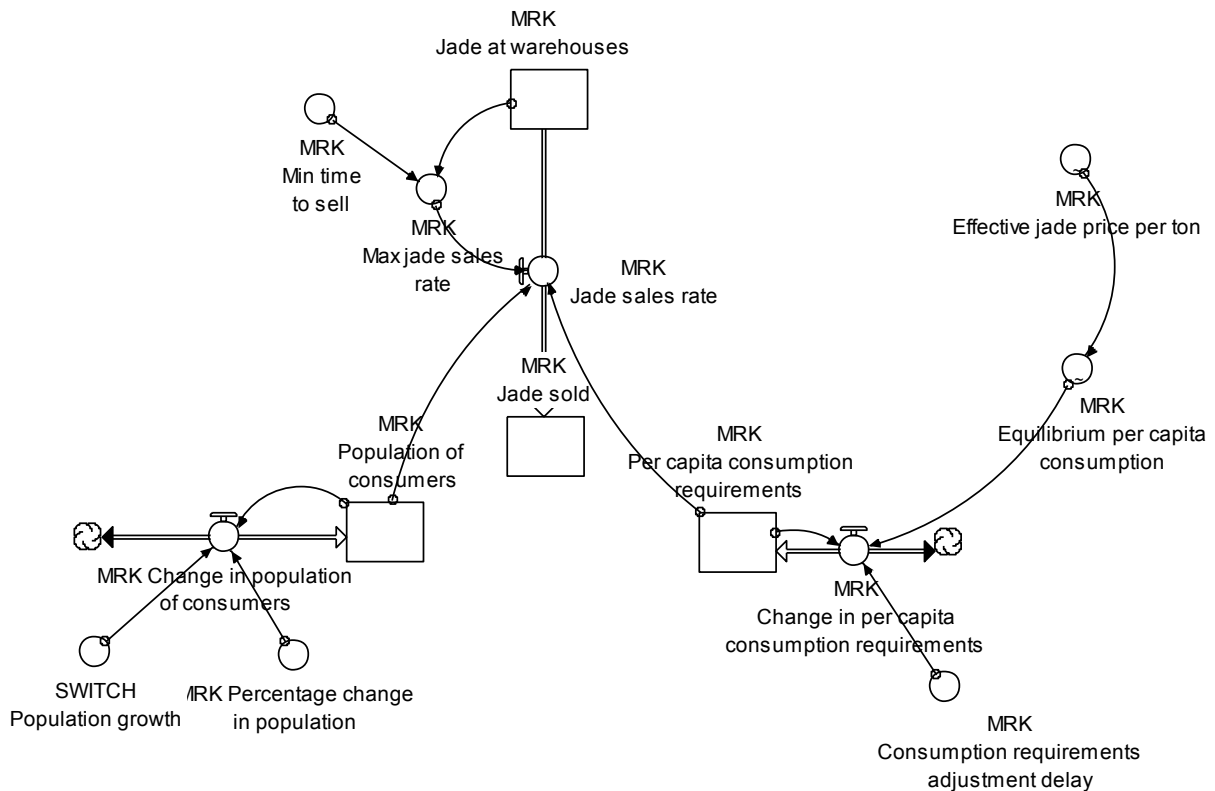 MRK
Jade at warehouses
MRK
Min time
to sell
MRK
Effective jade price per ton
MRK
Max jade sales
rate
MRK
Jade sales rate
MRK
Jade sold
MRK
Population of
consumers
MRK
Per capita consumption
requirements
MRK
Equilibrium per capita
consumption
MRK Change in population
of consumers
MRK
Change in per capita
consumption requirements
SWITCH
Population growth
MRK Percentage change
in population
MRK
Consumption requirements
adjustment delay